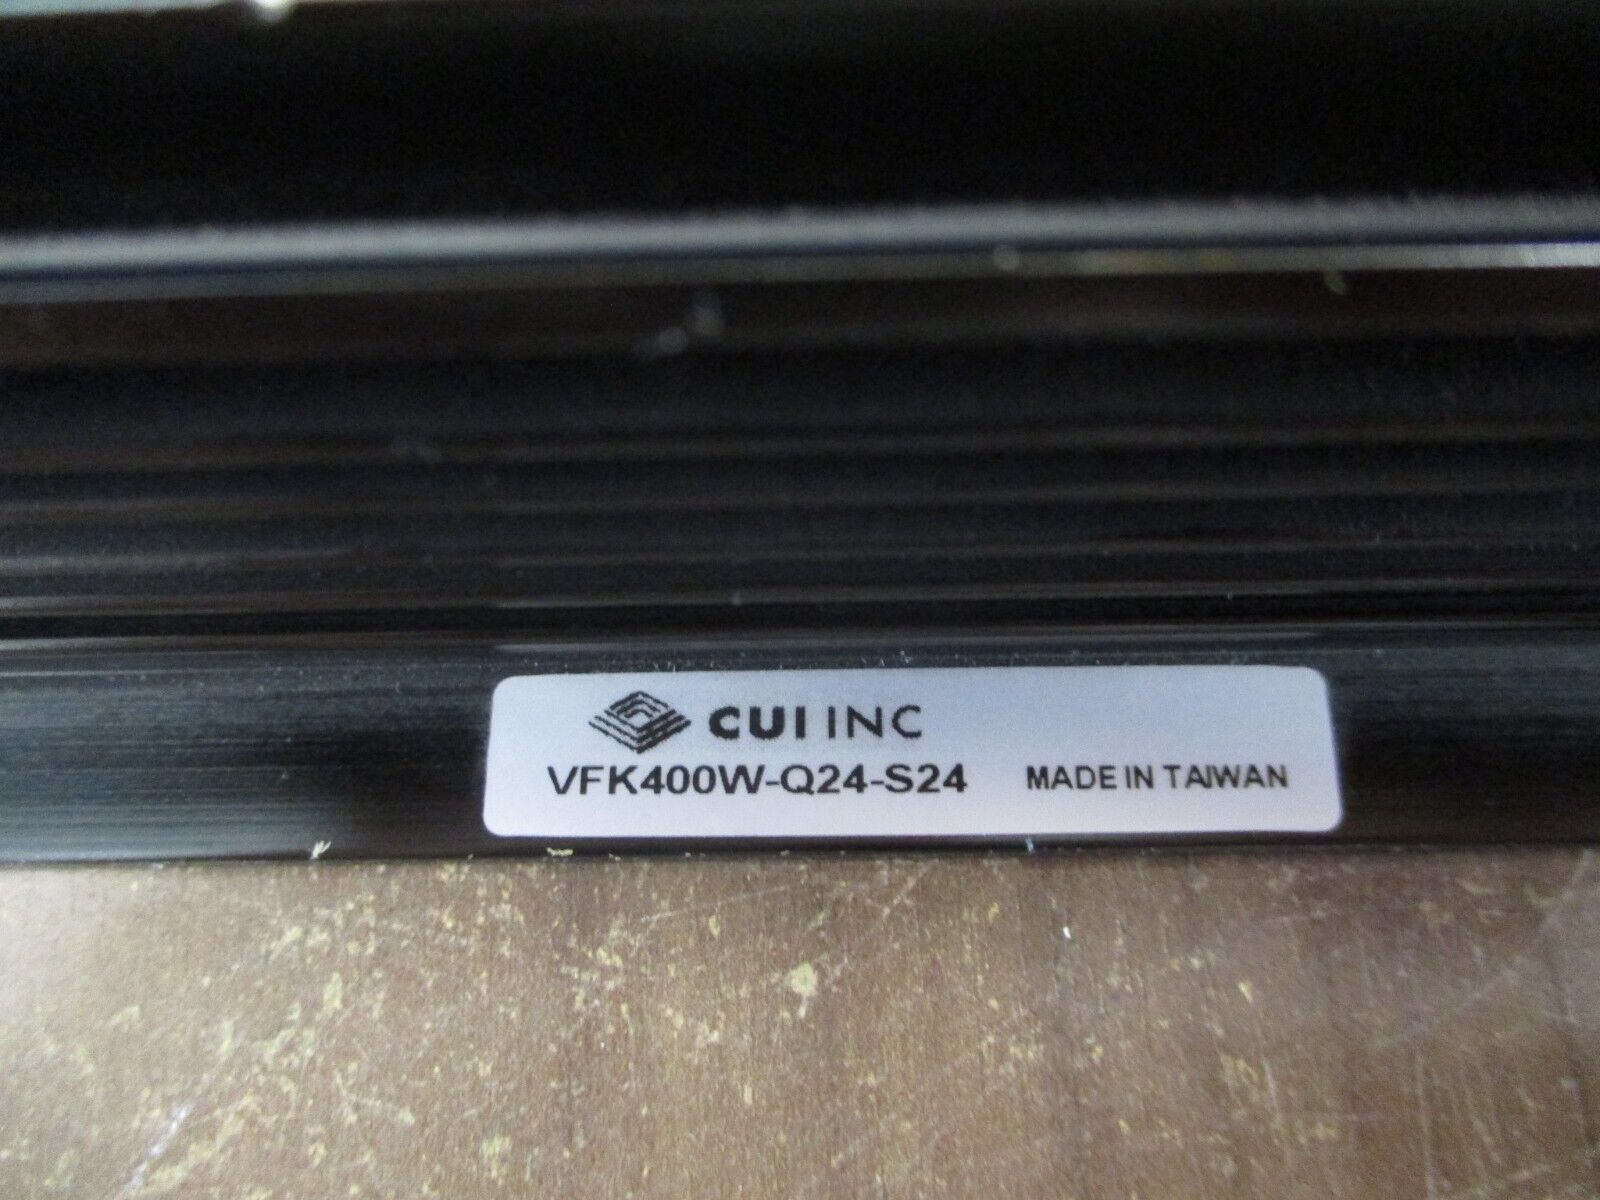 CUI INC
VFK400W-Q24-S24 MADE IN TAIWAN